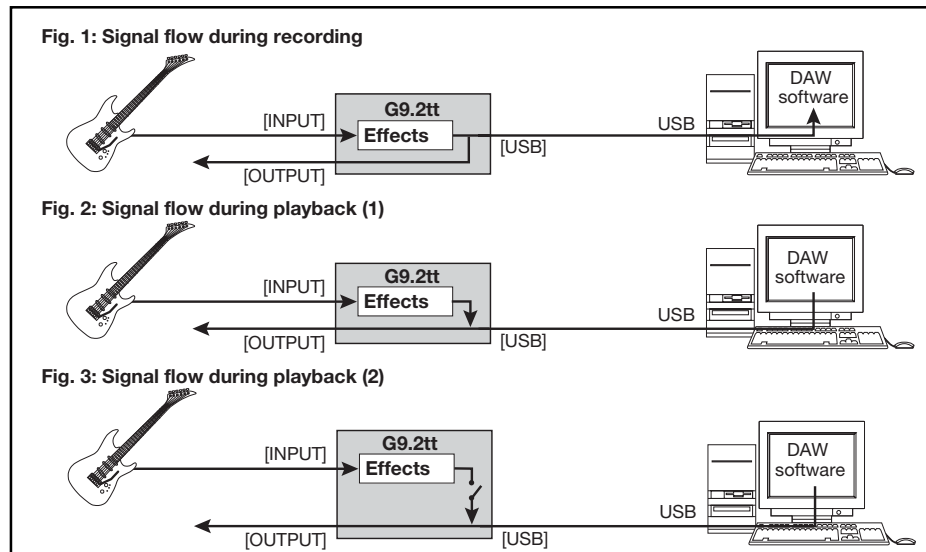 Fig. 1: Signal flow during recording
G9.2tt
[INPUT]
Effects
[USB]
[OUTPUT]
USB
DAW
software
Fig. 2: Signal flow during playback (1)
G9.2tt
[INPUT]
Effects
[USB]
[OUTPUT]
USB
DAW
software
Fig. 3: Signal flow during playback (2)
G9.2tt
[INPUT]
Effects
[USB]
[OUTPUT]
USB
DAW
software